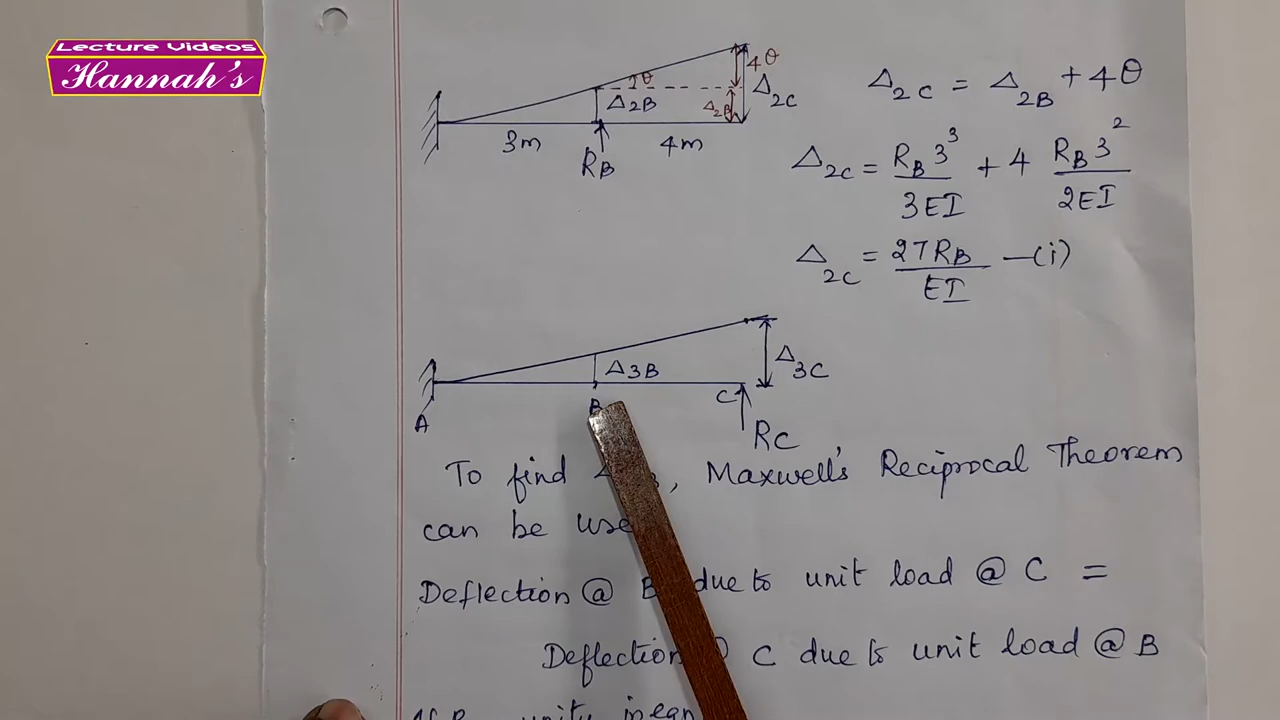 Lecture Videos
Hannah's
θ
4θ
Δ2B
Δ2B
Δ2C
3m
RB
4m
Δ2C = Δ2B + 4θ
Δ2C = RB 3³/3EI + 4 RB 3²/2EI
Δ2C = 27RB/EI —(i)
Δ3B
Δ3C
A
B
C
RC
To find Maxwell's Reciprocal Theorem
can be
Deflection @ B due to unit load @ C =
Deflection @ C due to unit load @ B
unity